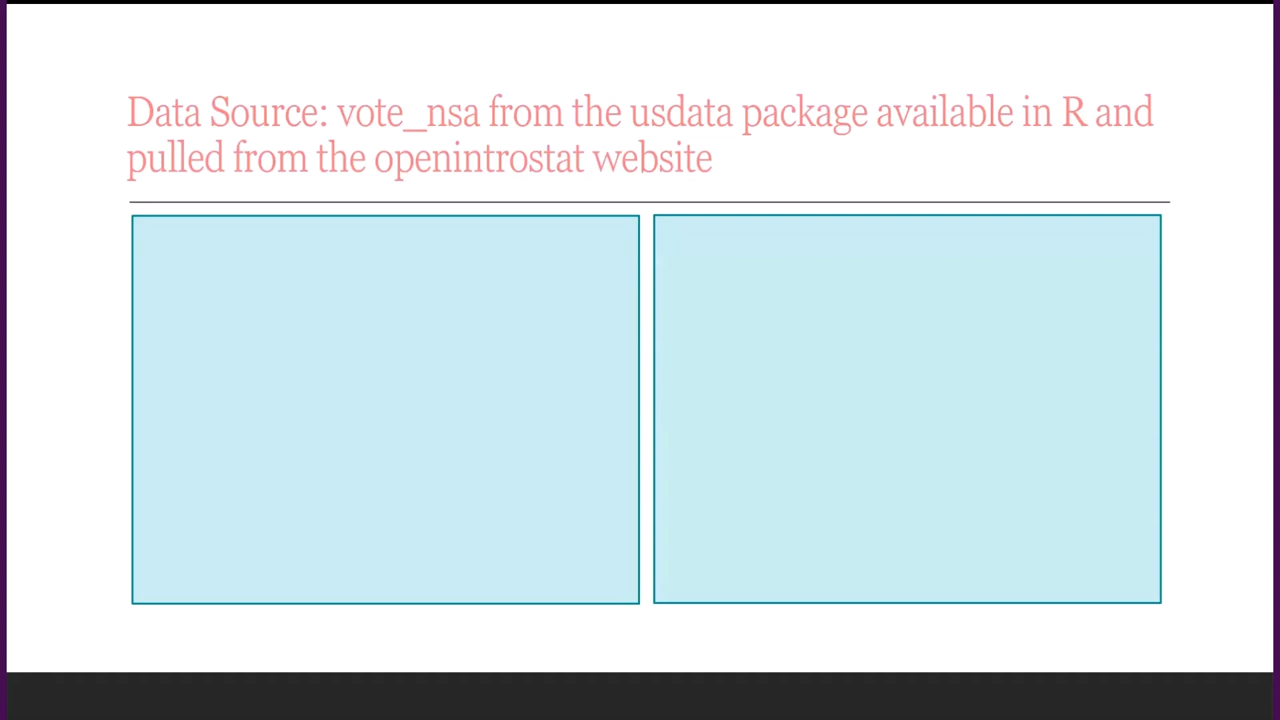 Data Source: vote_nsa from the usdata package available in R and
pulled from the openintrostat website